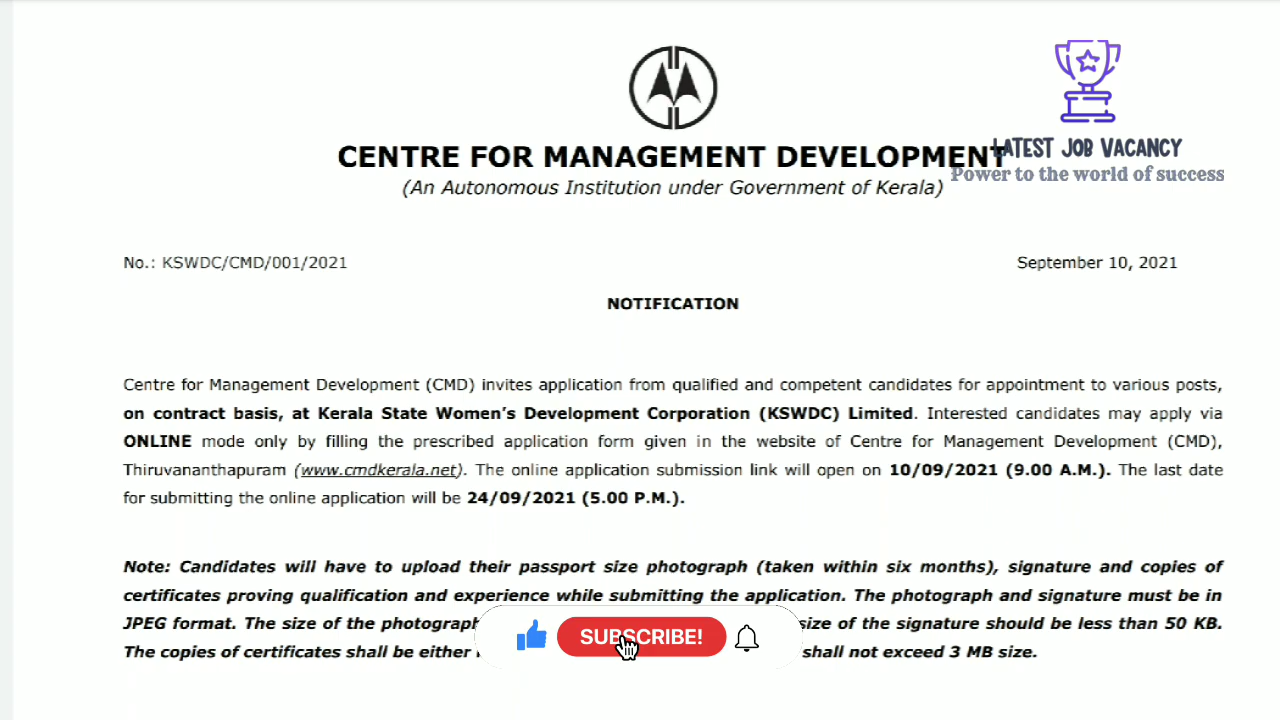 CENTRE FOR MANAGEMENT DEVELOPMENT
(An Autonomous Institution under Government of Kerala)
LATEST JOB VACANCY
Power to the world of success
No.: KSWDC/CMD/001/2021
September 10, 2021
NOTIFICATION
Centre for Management Development (CMD) invites application from qualified and competent candidates for appointment to various posts,
on contract basis, at Kerala State Women's Development Corporation (KSWDC) Limited. Interested candidates may apply via
ONLINE mode only by filling the prescribed application form given in the website of Centre for Management Development (CMD),
Thiruvananthapuram (www.cmdkerala.net). The online application submission link will open on 10/09/2021 (9.00 A.M.). The last date
for submitting the online application will be 24/09/2021 (5.00 P.M.).
Note: Candidates will have to upload their passport size photograph (taken within six months), signature and copies of
certificates proving qualification and experience while submitting the application. The photograph and signature must be in
JPEG format. The size of the photograph size of the signature should be less than 50 KB.
The copies of certificates shall be either shall not exceed 3 MB size.
SUBSCRIBE!